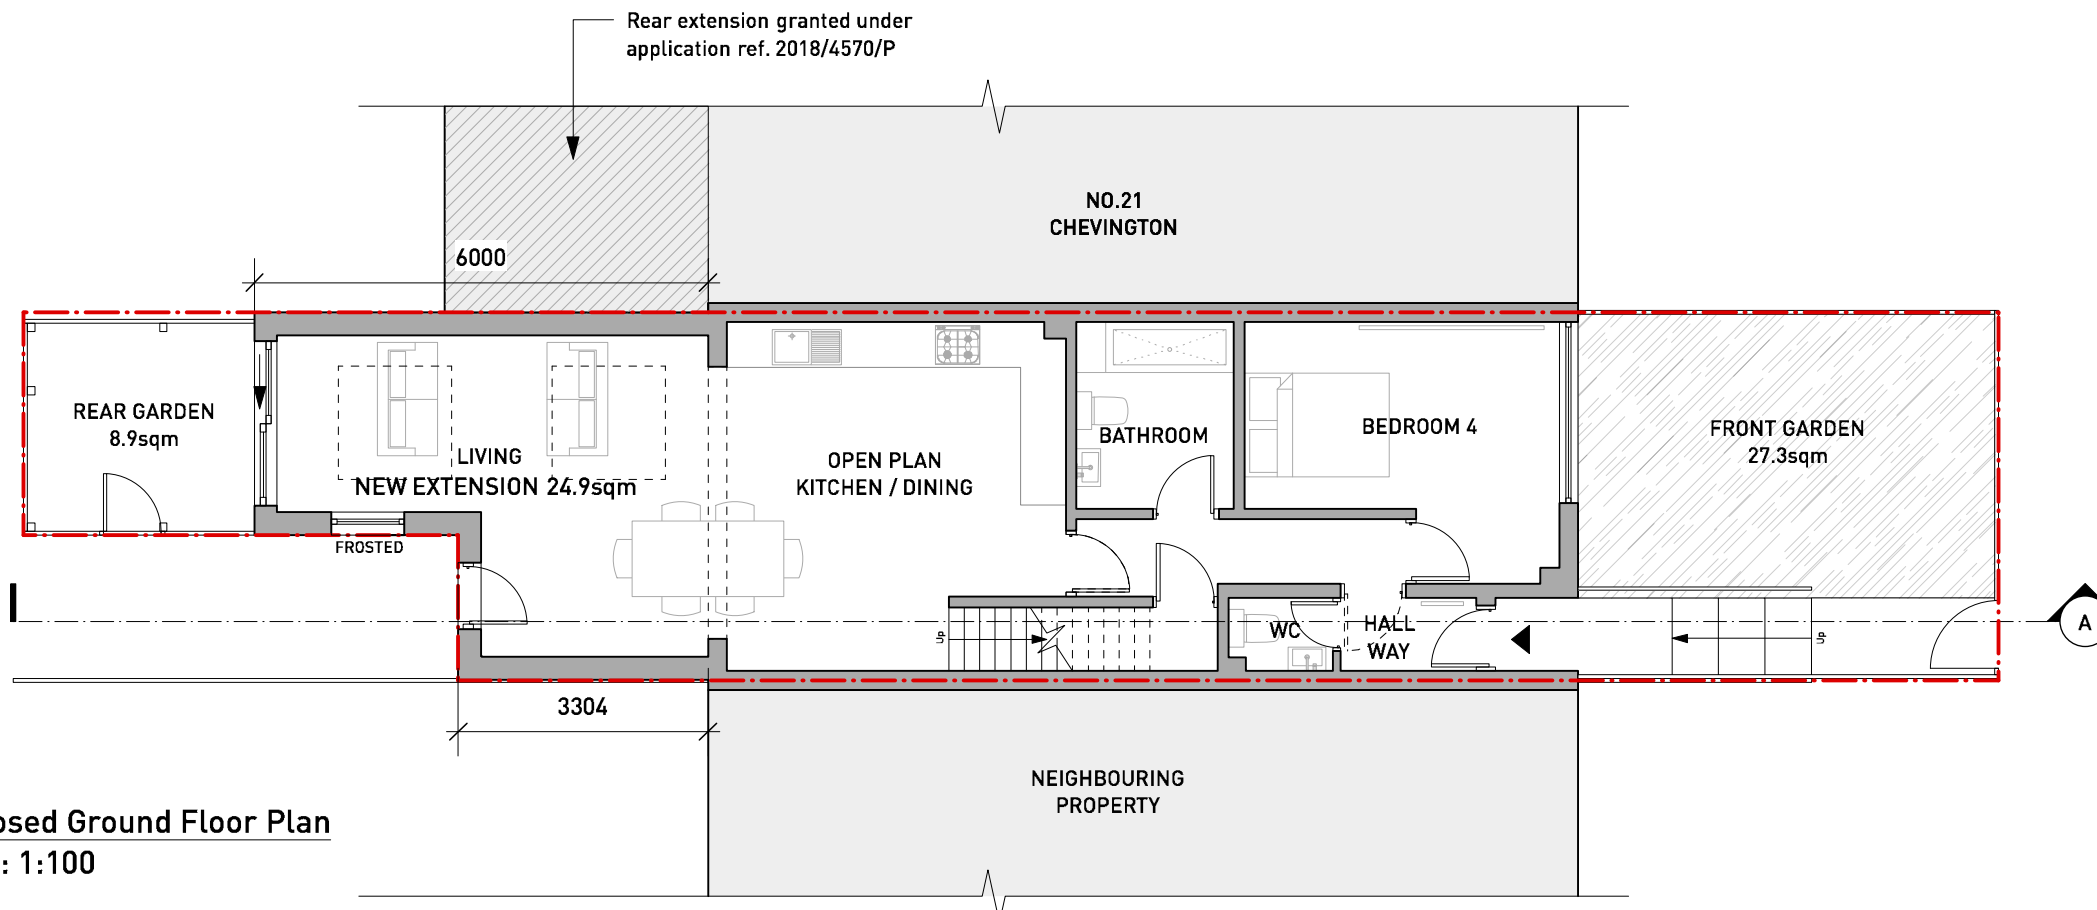 Rear extension granted under
application ref. 2018/4570/P
NO.21
CHEVINGTON
6000
REAR GARDEN
8.9sqm
LIVING
NEW EXTENSION 24.9sqm
OPEN PLAN
KITCHEN / DINING
BATHROOM
BEDROOM 4
FRONT GARDEN
27.3sqm
FROSTED
Up
WC
HALL
WAY
Up
A
3304
NEIGHBOURING
PROPERTY
osed Ground Floor Plan
: 1:100